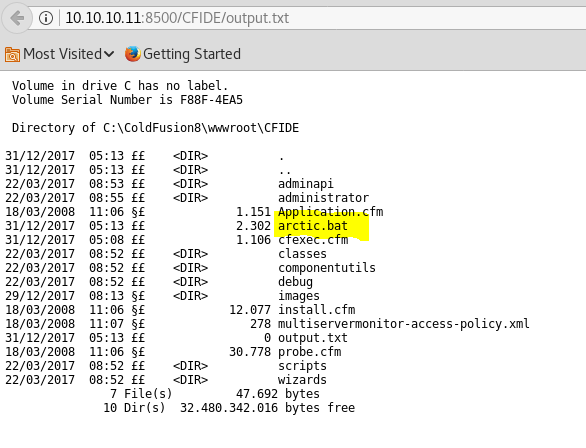 10.10.10.11:8500/CFIDE/output.txt
Most Visited Getting Started
Volume in drive C has no label.
Volume Serial Number is F88F-4EA5
Directory of C:\ColdFusion8\wwwroot\CFIDE
31/12/2017 05:13 ££ <DIR> .
31/12/2017 05:13 ££ <DIR> ..
22/03/2017 08:53 ££ <DIR> adminapi
22/03/2017 08:55 ££ <DIR> administrator
18/03/2008 11:06 §£ 1.151 Application.cfm
31/12/2017 05:13 ££ 2.302 arctic.bat
31/12/2017 05:08 ££ 1.106 cfexec.cfm
22/03/2017 08:52 ££ <DIR> classes
22/03/2017 08:52 ££ <DIR> componentutils
22/03/2017 08:52 ££ <DIR> debug
29/12/2017 08:13 §£ <DIR> images
18/03/2008 11:06 §£ 12.077 install.cfm
18/03/2008 11:07 §£ 278 multiservermonitor-access-policy.xml
31/12/2017 05:13 ££ 0 output.txt
18/03/2008 11:06 §£ 30.778 probe.cfm
22/03/2017 08:52 ££ <DIR> scripts
22/03/2017 08:52 ££ <DIR> wizards
7 File(s) 47.692 bytes
10 Dir(s) 32.480.342.016 bytes free